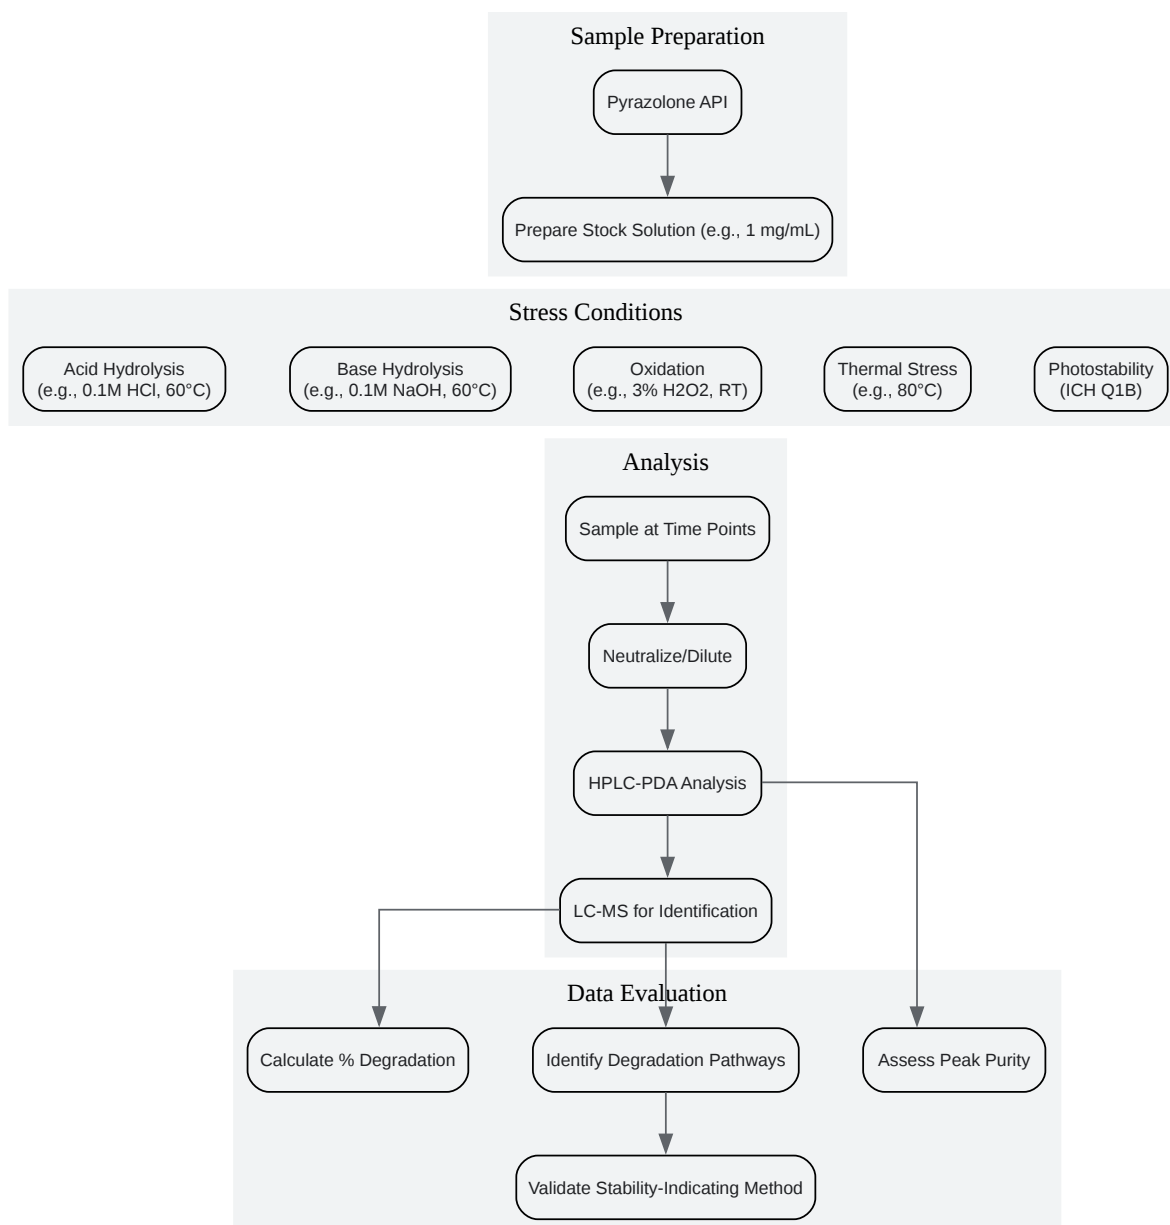 Sample Preparation
Pyrazolone API
Prepare Stock Solution (e.g., 1 mg/mL)
Stress Conditions
Acid Hydrolysis
(e.g., 0.1M HCl, 60°C)
Base Hydrolysis
(e.g., 0.1M NaOH, 60°C)
Oxidation
(e.g., 3% H2O2, RT)
Thermal Stress
(e.g., 80°C)
Photostability
(ICH Q1B)
Analysis
Sample at Time Points
Neutralize/Dilute
HPLC-PDA Analysis
LC-MS for Identification
Data Evaluation
Calculate % Degradation
Identify Degradation Pathways
Assess Peak Purity
Validate Stability-Indicating Method